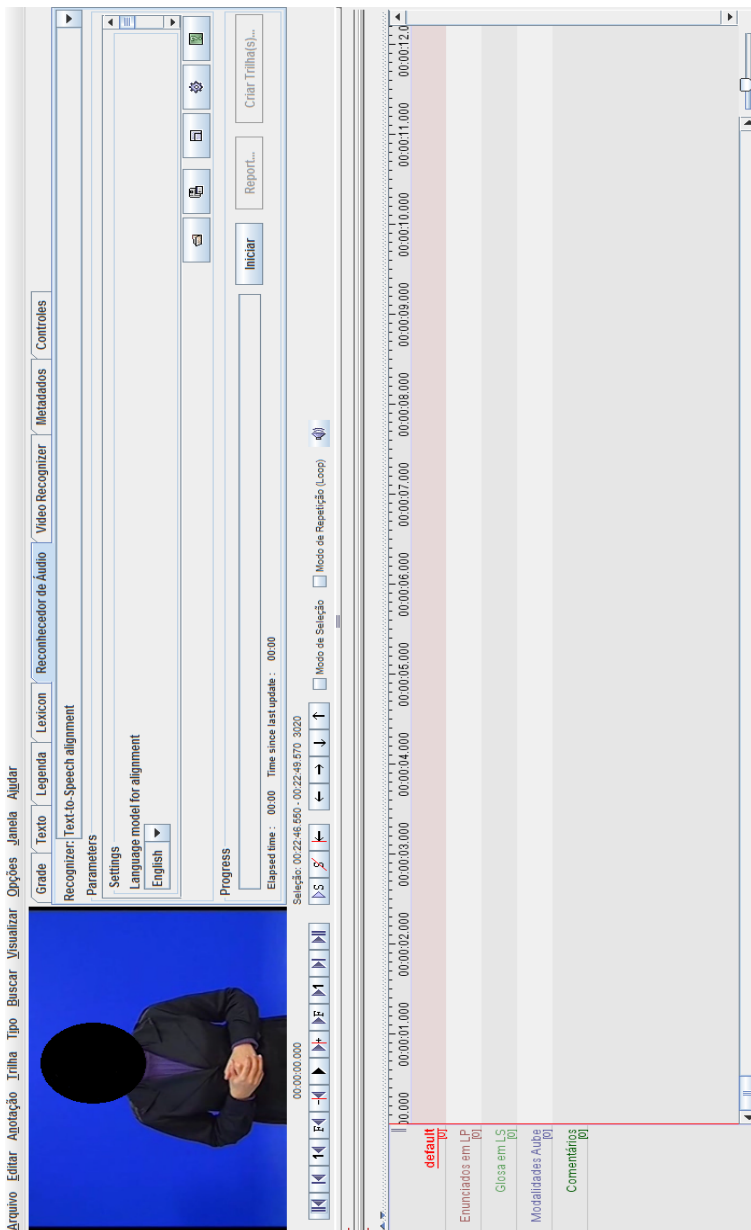 Arquivo Editar Anotação Trilha Tipo Buscar Visualizar Opções Janela Ajudar
Grade Texto Legenda Lexicon Reconhecedor de Áudio Video Recognizer Metadados Controles
Recognizer: Text-to-Speech alignment
Parameters
Settings
Language model for alignment
English
Progress
Iniciar Report... Criar Trilha(s)...
Elapsed time : 00:00 Time since last update : 00:00
00:00:00.000
Seleção: 00:22:46.550 - 00:22:49.570 3020
1 F + F 1
S S
Modo de Seleção Modo de Repetição (Loop)
00.000 00:00:01.000 00:00:02.000 00:00:03.000 00:00:04.000 00:00:05.000 00:00:06.000 00:00:07.000 00:00:08.000 00:00:09.000 00:00:10.000 00:00:11.000 00:00:12.0
default
[0]
Enunciados em LP
[0]
Glosa em LS
[0]
Modalidades Aube
[0]
Comentários
[0]